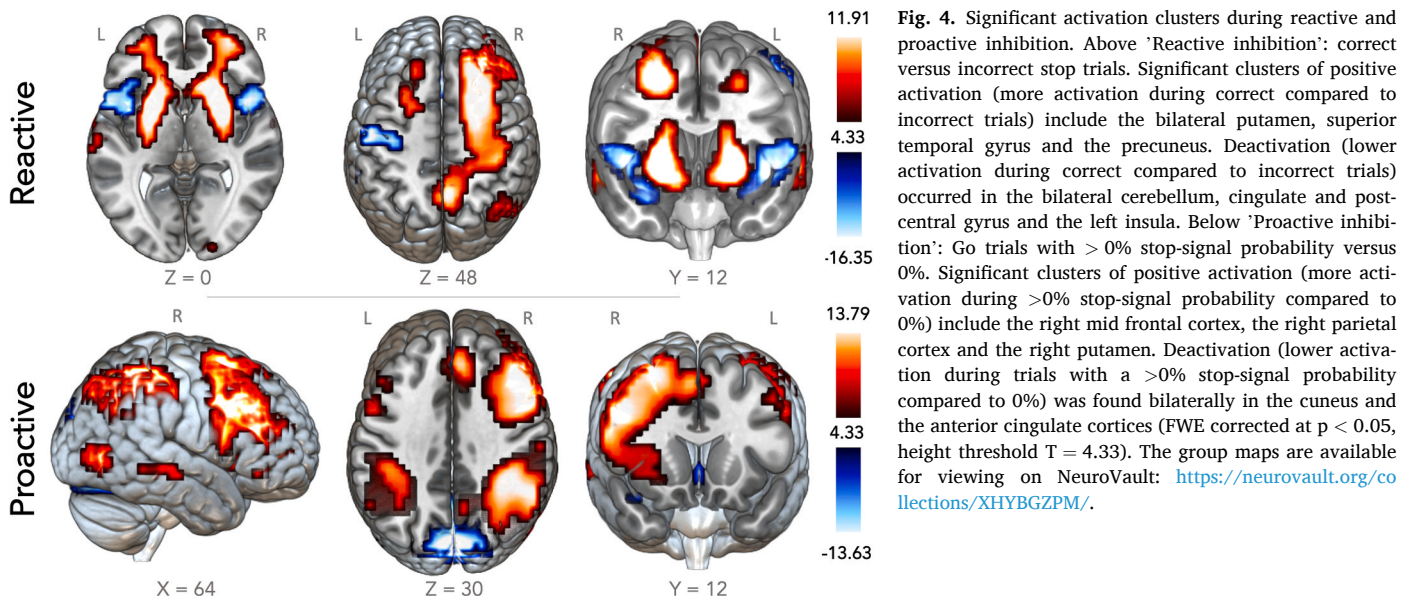 L
R
R
R
L
11.91
4.33
-16.35
Reactive
Z = 0
Z = 48
Y = 12
R
L
R
R
L
13.79
4.33
-13.63
Proactive
X = 64
Z = 30
Y = 12
Fig. 4. Significant activation clusters during reactive and
proactive inhibition. Above ’Reactive inhibition’: correct
versus incorrect stop trials. Significant clusters of positive
activation (more activation during correct compared to
incorrect trials) include the bilateral putamen, superior
temporal gyrus and the precuneus. Deactivation (lower
activation during correct compared to incorrect trials)
occurred in the bilateral cerebellum, cingulate and post-
central gyrus and the left insula. Below ’Proactive inhibi-
tion’: Go trials with > 0% stop-signal probability versus
0%. Significant clusters of positive activation (more acti-
vation during >0% stop-signal probability compared to
0%) include the right mid frontal cortex, the right parietal
cortex and the right putamen. Deactivation (lower activa-
tion during trials with a >0% stop-signal probability
compared to 0%) was found bilaterally in the cuneus and
the anterior cingulate cortices (FWE corrected at p < 0.05,
height threshold T = 4.33). The group maps are available
for viewing on NeuroVault: https://neurovault.org/co
llections/XHYBGZPM/.